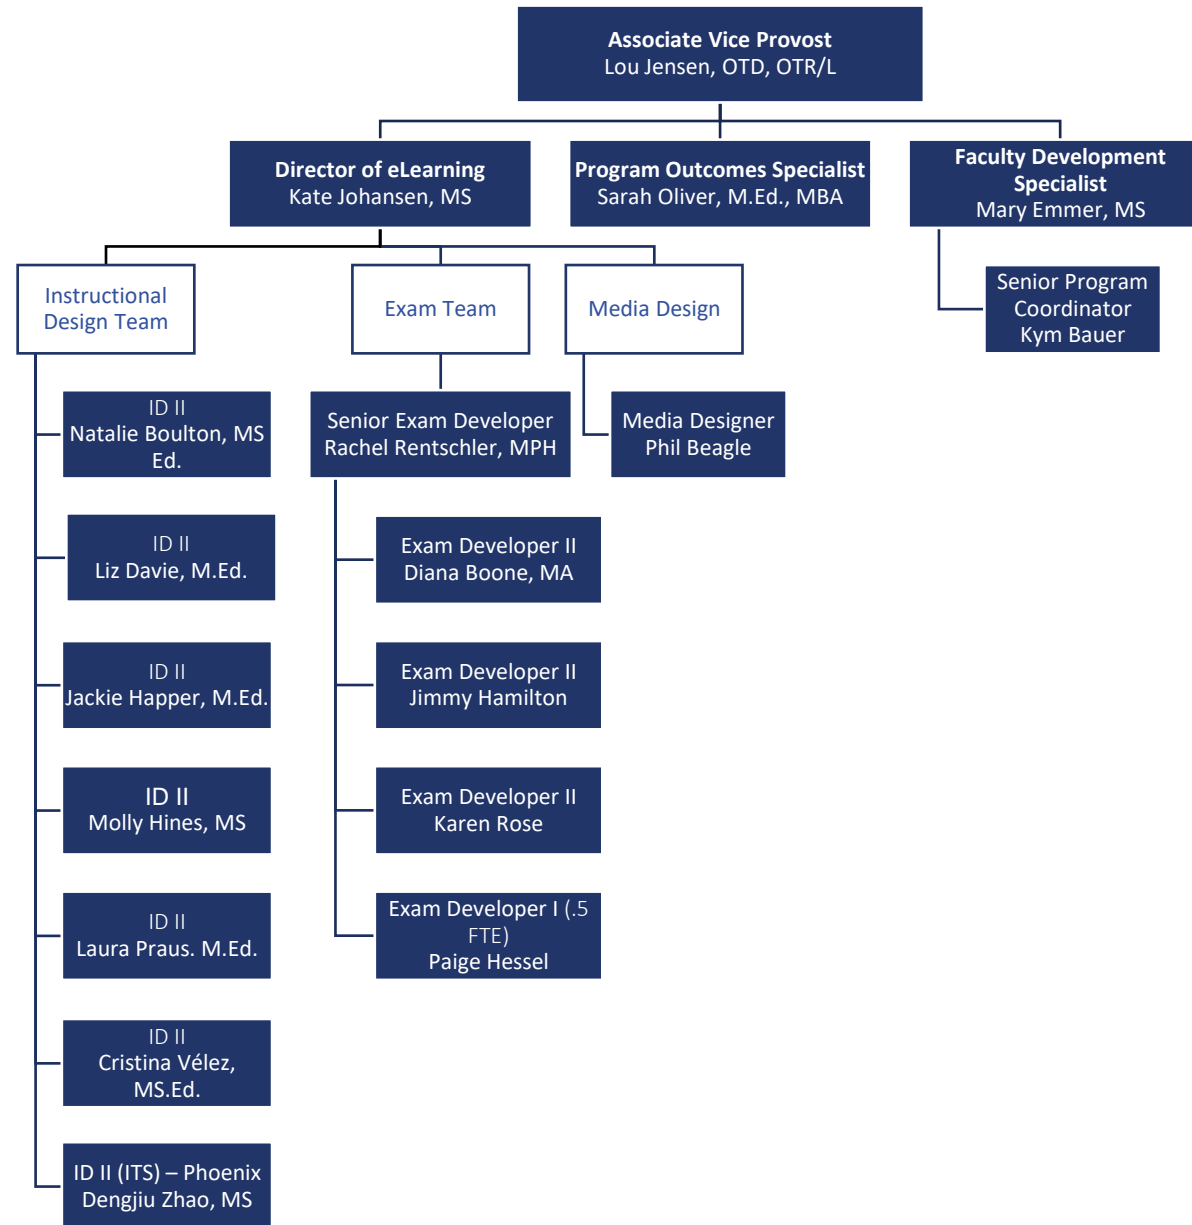 Associate Vice Provost
Lou Jensen, OTD, OTR/L
Director of eLearning
Kate Johansen, MS
Program Outcomes Specialist
Sarah Oliver, M.Ed., MBA
Faculty Development
Specialist
Mary Emmer, MS
Senior Program
Coordinator
Kym Bauer
Instructional
Design Team
Exam Team
Media Design
ID II
Natalie Boulton, MS
Ed.
ID II
Liz Davie, M.Ed.
ID II
Jackie Happer, M.Ed.
ID II
Molly Hines, MS
ID II
Laura Praus. M.Ed.
ID II
Cristina Vélez,
MS.Ed.
ID II (ITS) – Phoenix
Dengjiu Zhao, MS
Senior Exam Developer
Rachel Rentschler, MPH
Exam Developer II
Diana Boone, MA
Exam Developer II
Jimmy Hamilton
Exam Developer II
Karen Rose
Exam Developer I (.5
FTE)
Paige Hessel
Media Designer
Phil Beagle